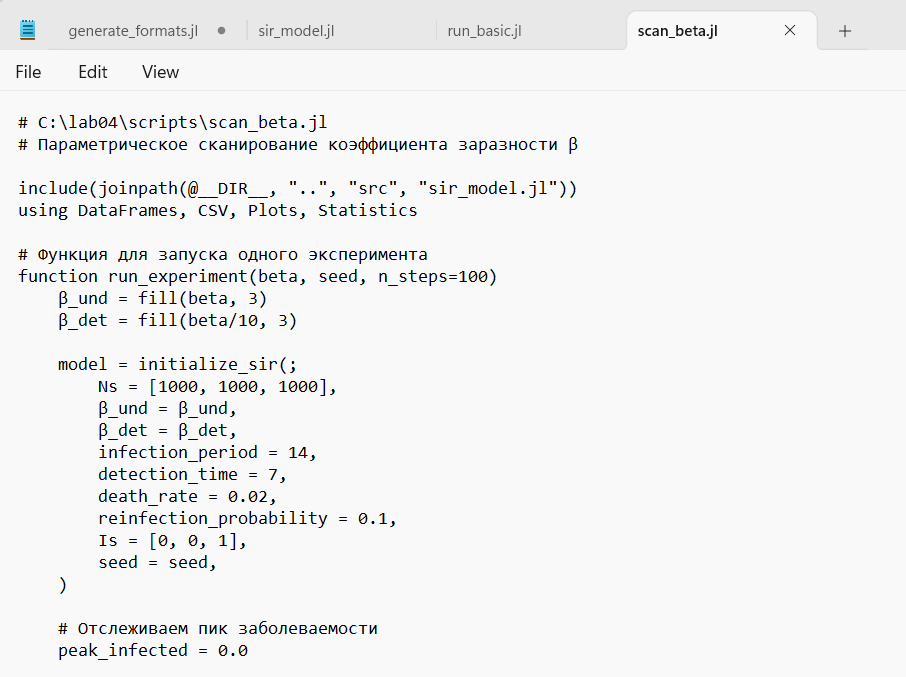 generate_formats.jl
sir_model.jl
run_basic.jl
scan_beta.jl
File Edit View
# C:\lab04\scripts\scan_beta.jl
# Параметрическое сканирование коэффициента заразности β
include(joinpath(@__DIR__, "..", "src", "sir_model.jl"))
using DataFrames, CSV, Plots, Statistics
# Функция для запуска одного эксперимента
function run_experiment(beta, seed, n_steps=100)
    β_und = fill(beta, 3)
    β_det = fill(beta/10, 3)
    model = initialize_sir(;
        Ns = [1000, 1000, 1000],
        β_und = β_und,
        β_det = β_det,
        infection_period = 14,
        detection_time = 7,
        death_rate = 0.02,
        reinfection_probability = 0.1,
        Is = [0, 0, 1],
        seed = seed,
    )
    # Отслеживаем пик заболеваемости
    peak_infected = 0.0